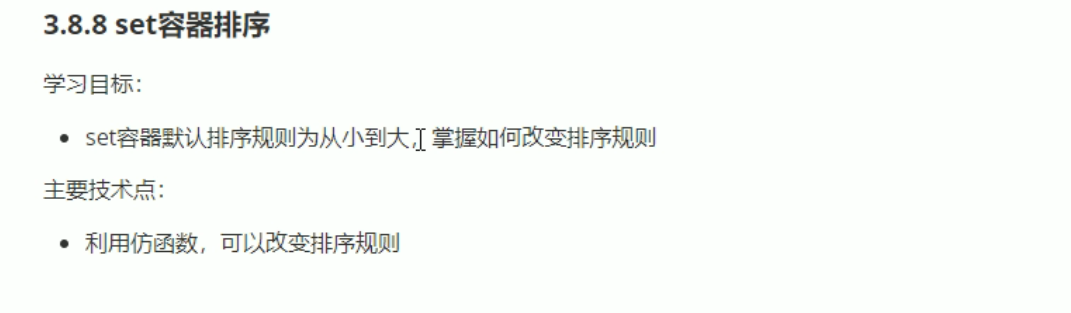 3.8.8 set容器排序
学习目标：
set容器默认排序规则为从小到大，掌握如何改变排序规则
主要技术点：
利用仿函数，可以改变排序规则